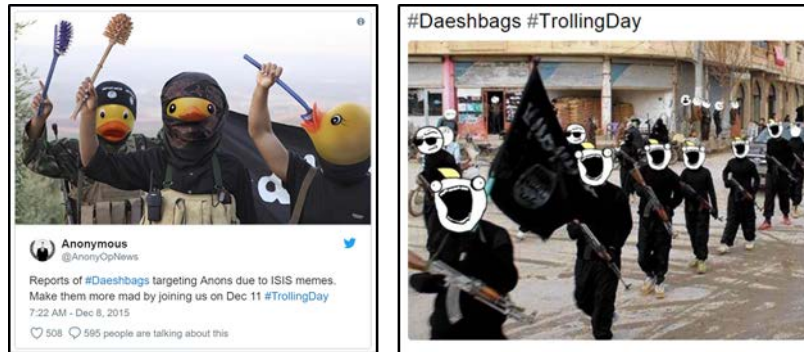 Anonymous
@AnonyOpNews
Reports of #Daeshbags targeting Anons due to ISIS memes.
Make them more mad by joining us on Dec 11 #TrollingDay
7:22 AM - Dec 8, 2015
508 595 people are talking about this
#Daeshbags #TrollingDay